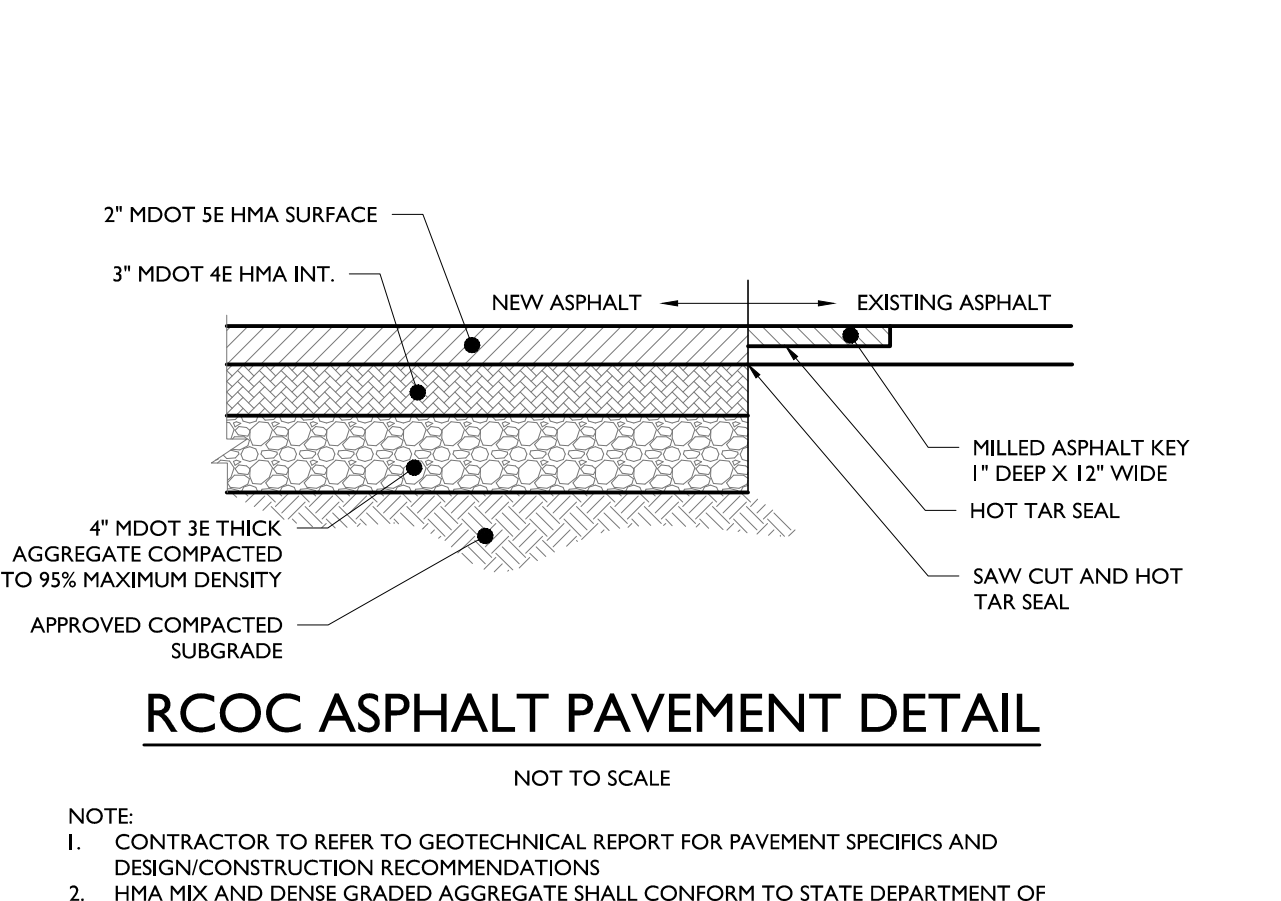 2" MDOT 5E HMA SURFACE
3" MDOT 4E HMA INT.
NEW ASPHALT
EXISTING ASPHALT
MILLED ASPHALT KEY
1" DEEP X 12" WIDE
HOT TAR SEAL
SAW CUT AND HOT
TAR SEAL
4" MDOT 3E THICK
AGGREGATE COMPACTED
TO 95% MAXIMUM DENSITY
APPROVED COMPACTED
SUBGRADE
RCOC ASPHALT PAVEMENT DETAIL
NOT TO SCALE
NOTE:
1. CONTRACTOR TO REFER TO GEOTECHNICAL REPORT FOR PAVEMENT SPECIFICS AND
DESIGN/CONSTRUCTION RECOMMENDATIONS
2. HMA MIX AND DENSE GRADED AGGREGATE SHALL CONFORM TO STATE DEPARTMENT OF